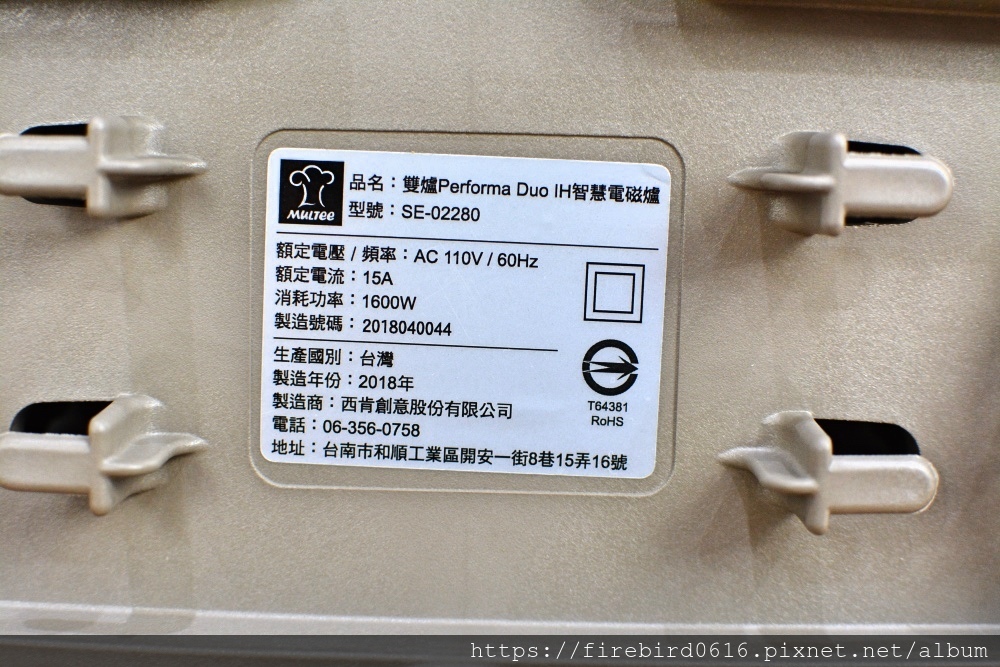 MULTEE
品名：雙爐Performa Duo IH智慧電磁爐
型號：SE-02280
額定電壓 / 頻率：AC 110V / 60Hz
額定電流：15A
消耗功率：1600W
製造號碼：2018040044
生產國別：台灣
製造年份：2018年
製造商：西肯創意股份有限公司
電話：06-356-0758
地址：台南市和順工業區開安一街8巷15弄16號
T64381
RoHS
https://firebird0616.pixnet.net/album